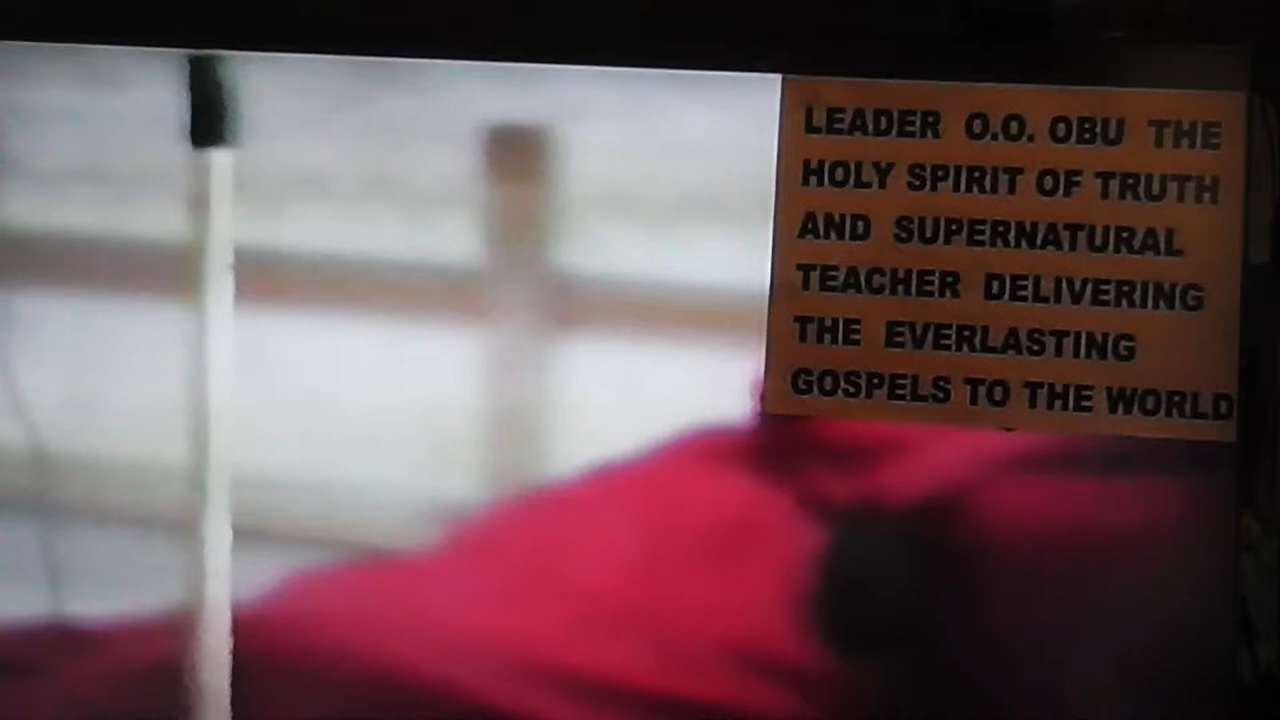 LEADER O.O. OBU THE
HOLY SPIRIT OF TRUTH
AND SUPERNATURAL
TEACHER DELIVERING
THE EVERLASTING
GOSPELS TO THE WORLD